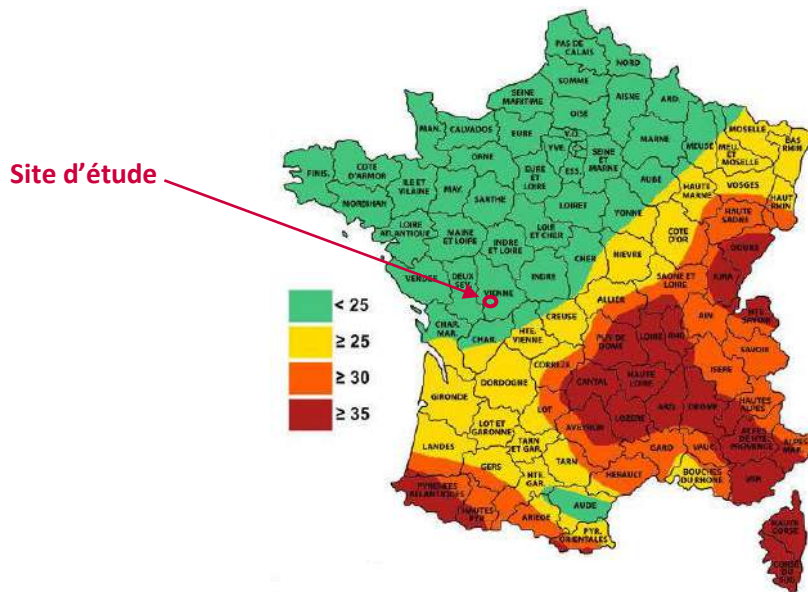 PAS DE
CALAIS
NORD
SOMME
SEINE
MARITIME
AISNE
ARD.
OISE
MAN.
CALVADOS
EURE
V.O.
YVE.
ESS.
SEINE
ET
MARNE
MARNE
MEUSE
MOSELLE
MEU.
ET
MOSELLE
BAS
RHIN
Site d'étude
FINIS.
COTE
D'ARMOR
ILE ET
VILAINE
MAY.
ORNE
EURE ET
LOIRE
AUBE
HAUTE
MARNE
VOSGES
HAUT
RHIN
MORBIHAN
SARTHE
LOIRET
YONNE
HAUTE
SAONE
LOIRE
ATLANTIQUE
MAINE
ET LOIRE
INDRE
ET LOIRE
LOIR
ET CHER
CHER
NIEVRE
COTE
D'OR
DOUBS
JURA
VENDEE
DEUX
SEV.
VIENNE
INDRE
SAONE ET
LOIRE
ALLIER
< 25
≥ 25
≥ 30
≥ 35
CHAR.
MAR.
CHAR.
HTE.
VIENNE
CREUSE
PUY DE
DOME
LOIRE
RHO
AIN
HTE.
SAVOIE
SAVOIE
ISERE
CORREZE
CANTAL
HAUTE
LOIRE
GIRONDE
DORDOGNE
LOT
AVEYRON
LOZERE
ARD.
DROME
HAUTES
ALPES
LOT ET
GARONNE
TARN
ET GAR.
TARN
GARD
VAUC.
ALPES
DE HTE.
PROVENCE
ALPES
MAR.
LANDES
GERS
HTE.
GAR.
HERAULT
BOUCHES
DU RHONE
VAR
PYRENEES
ATLANTIQUES
HAUTES
PYR.
ARIEGE
AUDE
PYR.
ORIENTALES
HAUTE
CORSE
CORSE
DU
SUD